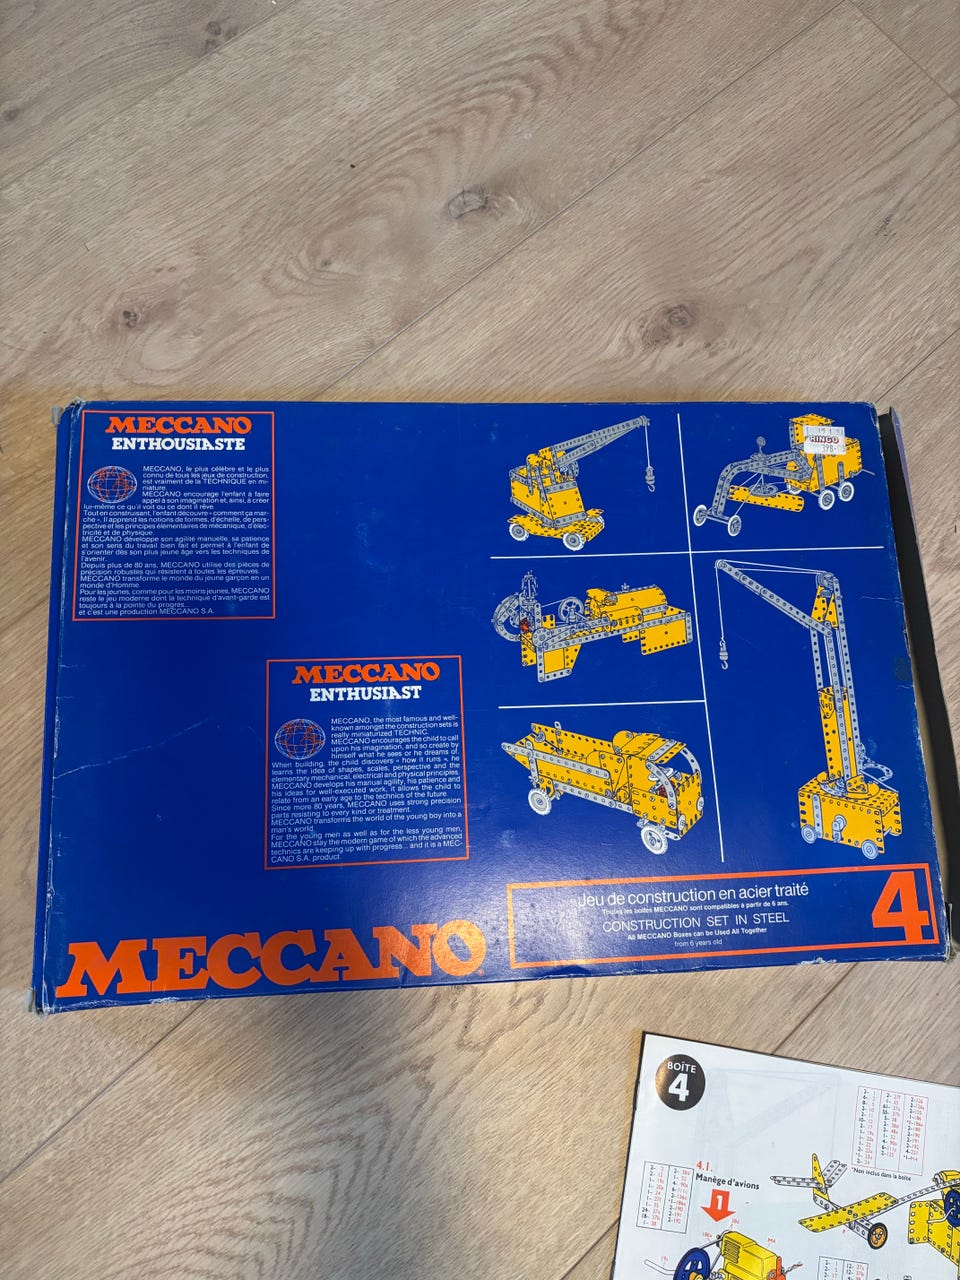 MECCANO
ENTHOUSIASTE
MECCANO, le plus célèbre et le plus
connu de tous les jeux de construction,
est vraiment de la TECHNIQUE en mi-
niature.
MECCANO encourage l'enfant à faire
appel à son imagination et, ainsi, à créer
lui-même ce qu'il voit ou ce dont il rêve.
Tout en construisant, l'enfant découvre « comment ça mar-
che ». Il apprend les notions de formes, d'échelle, de pers-
pective et les principes élémentaires de mécanique, d'élec-
tricité et de physique.
MECCANO développe son agilité manuelle, sa patience
et son sens du travail bien fait et permet à l'enfant de
s'orienter dès son plus jeune âge vers les techniques de
l'avenir.
Depuis plus de 80 ans, MECCANO utilise des pièces de
précision robustes qui résistent à toutes les épreuves.
MECCANO transforme le monde du jeune garçon en un
monde d'Homme.
Pour les jeunes, comme pour les moins jeunes, MECCANO
reste le jeu moderne dont la technique d'avant-garde est
toujours à la pointe du progrès...
et c'est une production MECCANO S.A.
MECCANO
ENTHUSIAST
MECCANO, the most famous and well-
known amongst the construction sets is
really miniaturized TECHNIC.
MECCANO encourages the child to call
upon his imagination, and so create by
himself what he sees or he dreams of.
When building, the child discovers « how it runs », he
learns the idea of shapes, scales, perspective and the
elementary mechanical, electrical and physical principles.
MECCANO develops his manual agility, his patience and
his ideas for well-executed work, it allows the child to
relate from an early age to the technics of the future.
Since more 80 years, MECCANO uses strong precision
parts resisting to every kind or treatment.
MECCANO transforms the world of the young boy into a
man's world.
For the young men as well as for the less young men,
MECCANO stay the modern game of which the advanced
technics are keeping up with progress... and it is a MEC-
CANO S.A. product.
RINGO
398-
MECCANO
Jeu de construction en acier traité
Toutes les boîtes MECCANO sont compatibles à partir de 6 ans.
CONSTRUCTION SET IN STEEL
All MECCANO Boxes can be Used All Together
from 6 years old
4
BOÎTE
4
*Non inclus dans la boîte
4.1.
Manège d'avions
1